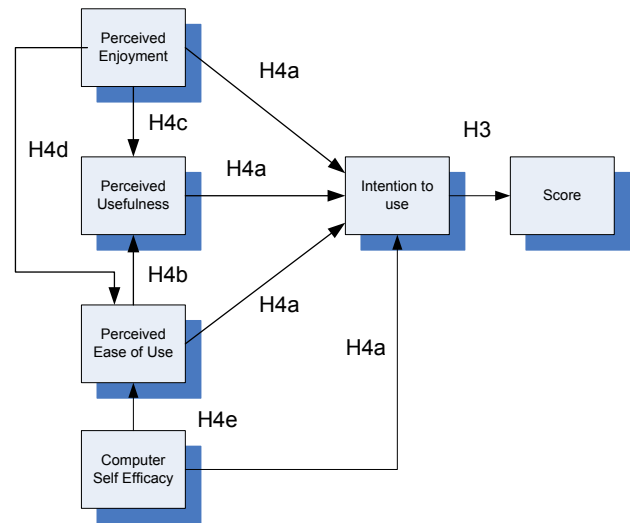 Perceived
Enjoyment
H4a
H3
H4c
H4d
H4a
Perceived
Usefulness
Intention to
use
Score
H4b
H4a
Perceived
Ease of Use
H4a
H4e
Computer
Self Efficacy